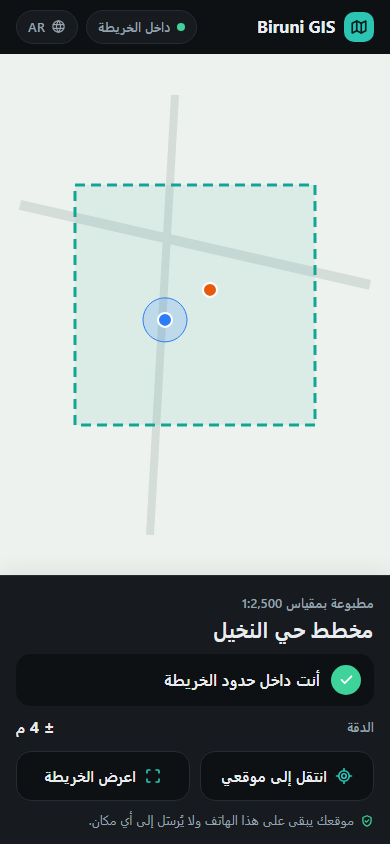 Biruni GIS
داخل الخريطة
AR
مطبوعة بمقياس 1:2,500
مخطط حي النخيل
أنت داخل حدود الخريطة
الدقة
± 4 م
انتقل إلى موقعي
اعرض الخريطة
موقعك يبقى على هذا الهاتف ولا يُرسَل إلى أي مكان.